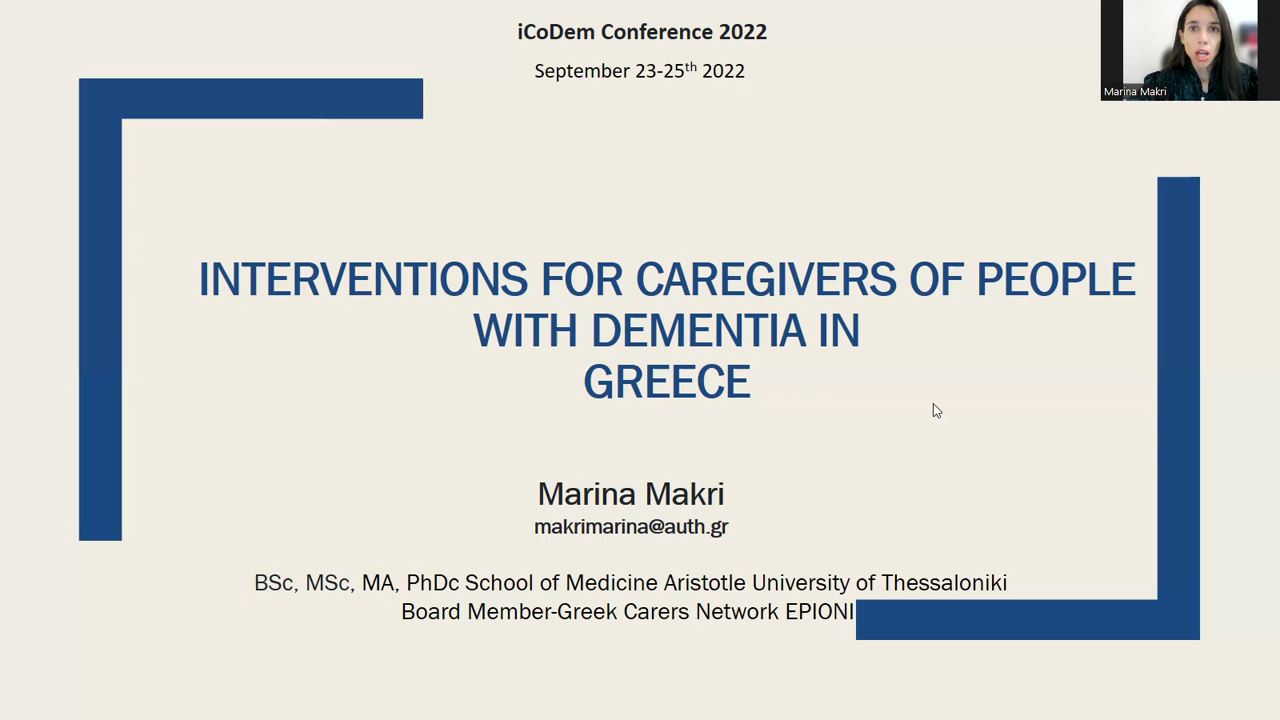 iCoDem Conference 2022
September 23-25th 2022
Marina Makri
INTERVENTIONS FOR CAREGIVERS OF PEOPLE
WITH DEMENTIA IN
GREECE
Marina Makri
makrimarina@auth.gr
BSc, MSc, MA, PhDc School of Medicine Aristotle University of Thessaloniki
Board Member-Greek Carers Network EPIONI